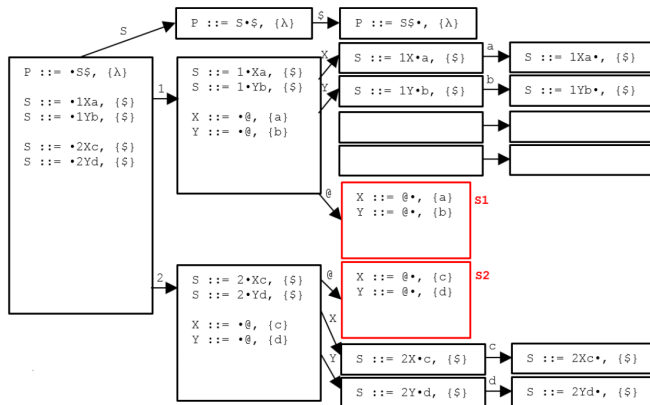 S
P ::= S•$, {λ}
$
P ::= S$•, {λ}
P ::= •S$, {λ}
S ::= •1Xa, {$}
S ::= •1Yb, {$}
S ::= •2Xc, {$}
S ::= •2Yd, {$}
1
S ::= 1•Xa, {$}
S ::= 1•Yb, {$}
X ::= •@, {a}
Y ::= •@, {b}
X
S ::= 1X•a, {$}
a
S ::= 1Xa•, {$}
Y
S ::= 1Y•b, {$}
b
S ::= 1Yb•, {$}
@
X ::= @•, {a}
Y ::= @•, {b}
S1
2
S ::= 2•Xc, {$}
S ::= 2•Yd, {$}
X ::= •@, {c}
Y ::= •@, {d}
@
X ::= @•, {c}
Y ::= @•, {d}
S2
X
S ::= 2X•c, {$}
c
S ::= 2Xc•, {$}
Y
S ::= 2Y•d, {$}
d
S ::= 2Yd•, {$}